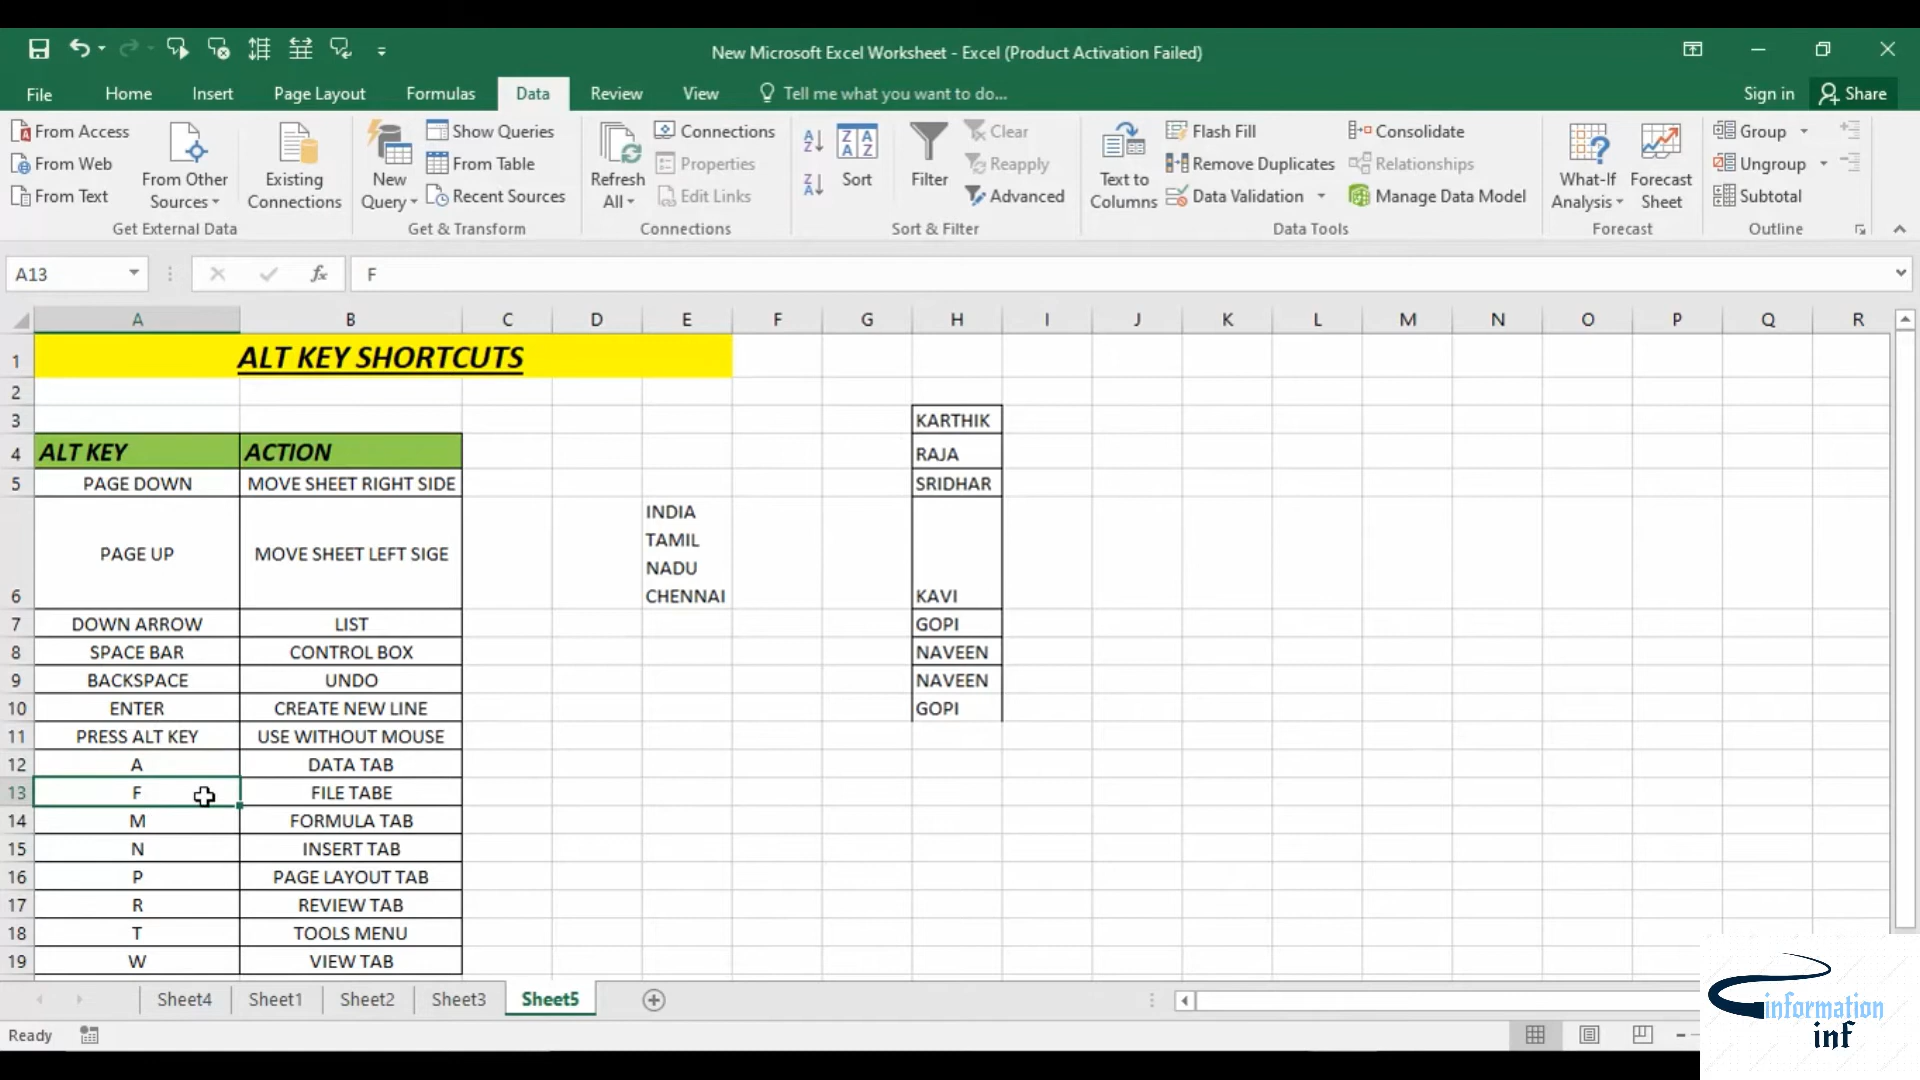 New Microsoft Excel Worksheet - Excel (Product Activation Failed)
File Home Insert Page Layout Formulas Data Review View Tell me what you want to do... Sign in Share
From Access
From Web
From Text
From Other Sources
Existing Connections
Get External Data
New Query
Show Queries
From Table
Recent Sources
Get & Transform
Refresh All
Connections
Properties
Edit Links
Connections
Sort
Filter
Clear
Reapply
Advanced
Sort & Filter
Text to Columns
Flash Fill
Remove Duplicates
Data Validation
Consolidate
Relationships
Manage Data Model
Data Tools
What-If Analysis
Forecast Sheet
Forecast
Group
Ungroup
Subtotal
Outline
A13 fx F
A B C D E F G H I J K L M N O P Q R
1 ALT KEY SHORTCUTS
2
3 KARTHIK
4 ALT KEY ACTION RAJA
5 PAGE DOWN MOVE SHEET RIGHT SIDE SRIDHAR
INDIA
TAMIL
NADU
6 PAGE UP MOVE SHEET LEFT SIGE CHENNAI KAVI
7 DOWN ARROW LIST GOPI
8 SPACE BAR CONTROL BOX NAVEEN
9 BACKSPACE UNDO NAVEEN
10 ENTER CREATE NEW LINE GOPI
11 PRESS ALT KEY USE WITHOUT MOUSE
12 A DATA TAB
13 F FILE TABE
14 M FORMULA TAB
15 N INSERT TAB
16 P PAGE LAYOUT TAB
17 R REVIEW TAB
18 T TOOLS MENU
19 W VIEW TAB
Sheet4 Sheet1 Sheet2 Sheet3 Sheet5
Ready
information
inf